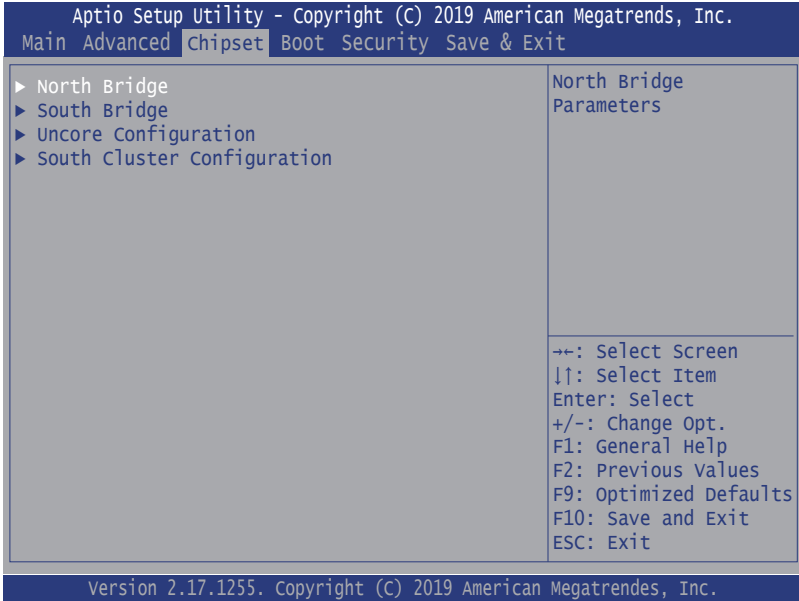 Aptio Setup Utility - Copyright (C) 2019 American Megatrends, Inc.
Main Advanced Chipset Boot Security Save & Exit
▶ North Bridge
▶ South Bridge
▶ Uncore Configuration
▶ South Cluster Configuration
North Bridge
Parameters
→←: Select Screen
↓↑: Select Item
Enter: Select
+/-: Change Opt.
F1: General Help
F2: Previous Values
F9: Optimized Defaults
F10: Save and Exit
ESC: Exit
Version 2.17.1255. Copyright (C) 2019 American Megatrendes, Inc.